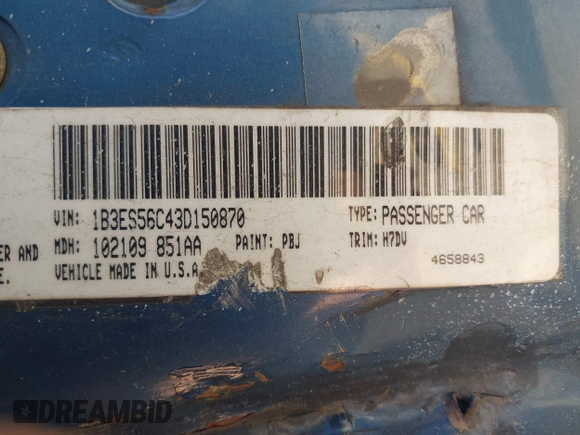 VIN: 1B3ES56C43D150870 TYPE: PASSENGER CAR
ER AND MDH: 102109 851AA PAINT: PBJ TRIM: H7DV
E. VEHICLE MADE IN U.S.A. 4658843
DREAMBID